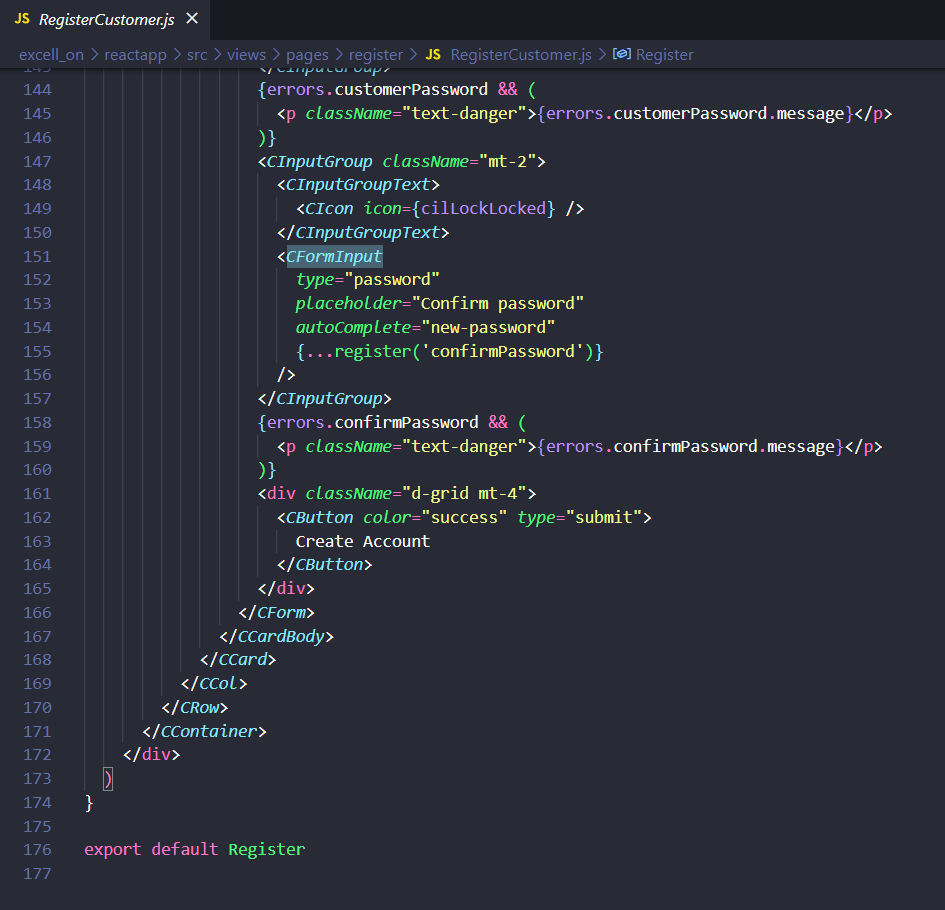 JS RegisterCustomer.js ×
excell_on > reactapp > src > views > pages > register > JS RegisterCustomer.js > Register
143 </CInputGroup>
144 {errors.customerPassword && (
145 <p className="text-danger">{errors.customerPassword.message}</p>
146 )}
147 <CInputGroup className="mt-2">
148 <CInputGroupText>
149 <CIcon icon={cilLockLocked} />
150 </CInputGroupText>
151 <CFormInput
152 type="password"
153 placeholder="Confirm password"
154 autoComplete="new-password"
155 {...register('confirmPassword')}
156 />
157 </CInputGroup>
158 {errors.confirmPassword && (
159 <p className="text-danger">{errors.confirmPassword.message}</p>
160 )}
161 <div className="d-grid mt-4">
162 <CButton color="success" type="submit">
163 Create Account
164 </CButton>
165 </div>
166 </CForm>
167 </CCardBody>
168 </CCard>
169 </CCol>
170 </CRow>
171 </CContainer>
172 </div>
173 )
174 }
175
176 export default Register
177